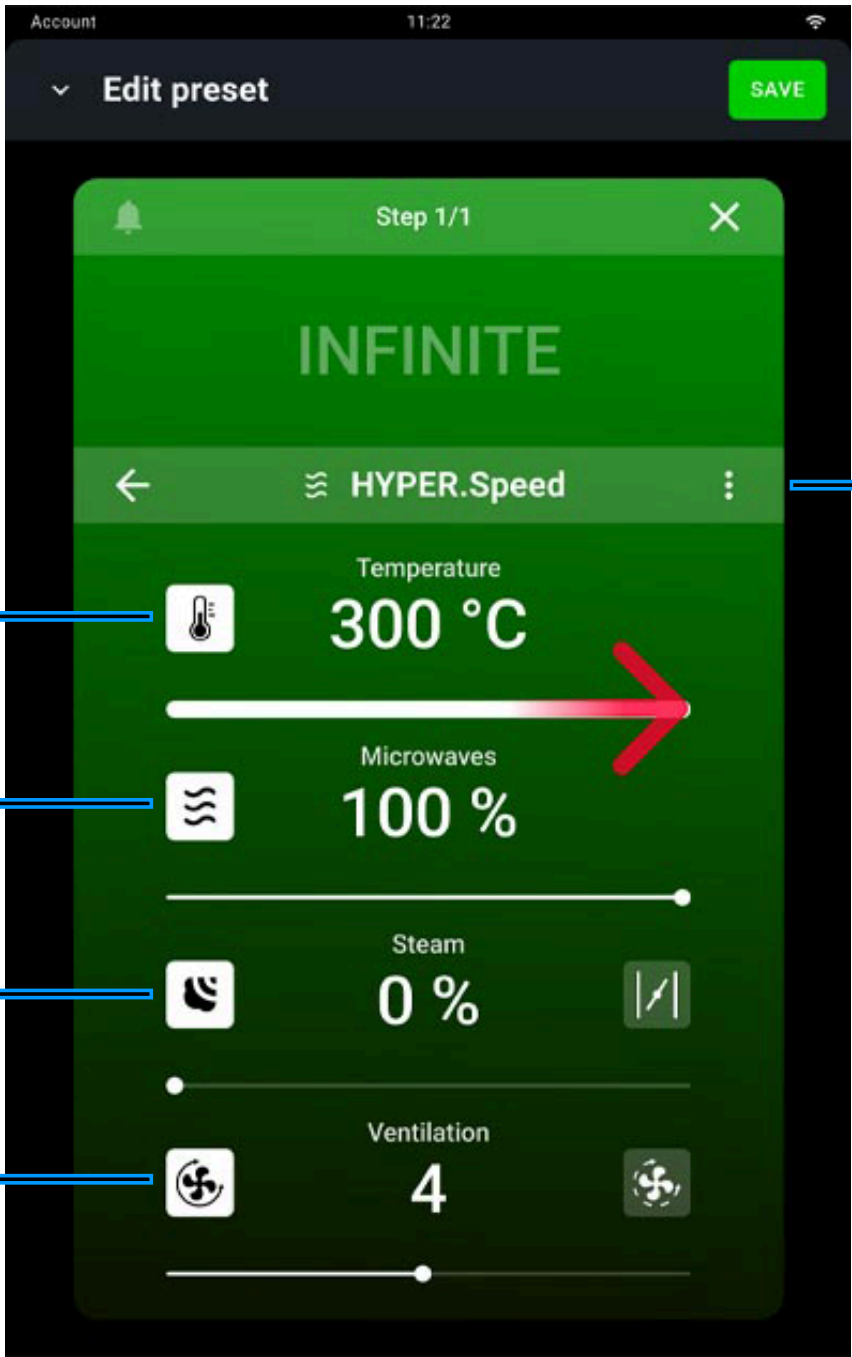 Account 11:22
Edit preset SAVE
Step 1/1
INFINITE
HYPER.Speed
Temperature
300 °C
Microwaves
100 %
Steam
0 %
Ventilation
4